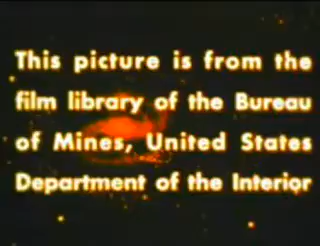 This picture is from the
film library of the Bureau
of Mines, United States
Department of the Interior